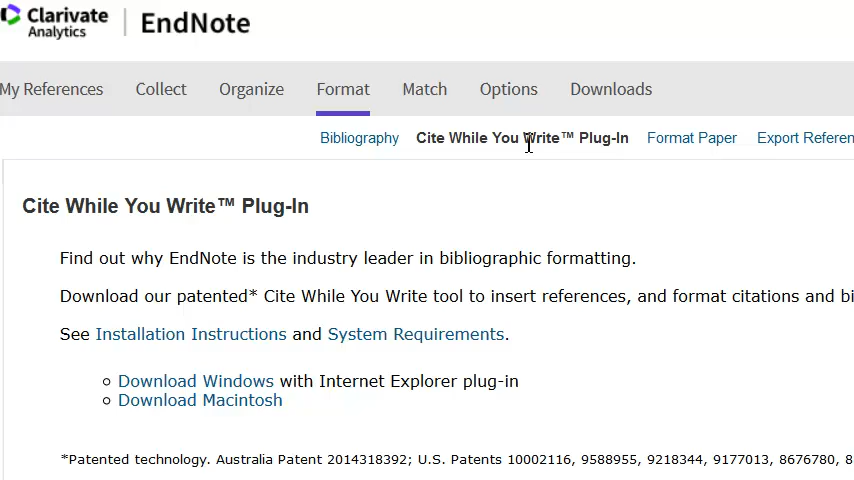 Clarivate
Analytics
EndNote
My References Collect Organize Format Match Options Downloads
Bibliography Cite While You Write™ Plug-In Format Paper Export Referen
Cite While You Write™ Plug-In
Find out why EndNote is the industry leader in bibliographic formatting.
Download our patented* Cite While You Write tool to insert references, and format citations and bi
See Installation Instructions and System Requirements.
Download Windows with Internet Explorer plug-in
Download Macintosh
*Patented technology. Australia Patent 2014318392; U.S. Patents 10002116, 9588955, 9218344, 9177013, 8676780, 8